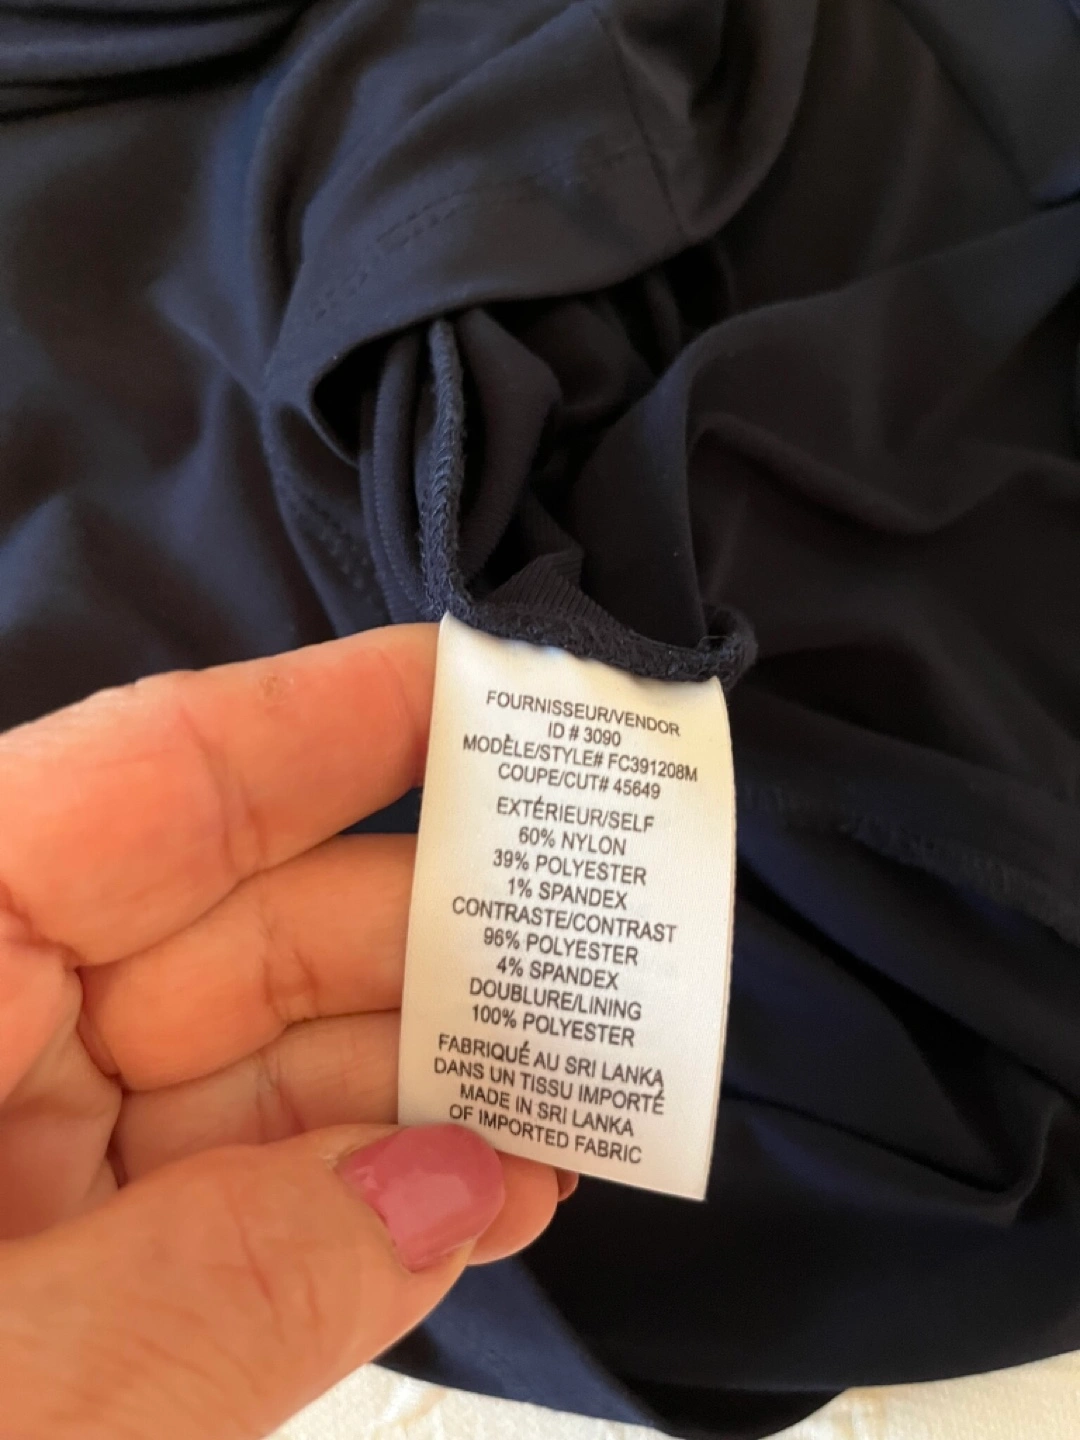 FOURNISSEUR/VENDOR
ID # 3090
MODÈLE/STYLE# FC391208M
COUPE/CUT# 45649
EXTÉRIEUR/SELF
60% NYLON
39% POLYESTER
1% SPANDEX
CONTRASTE/CONTRAST
96% POLYESTER
4% SPANDEX
DOUBLURE/LINING
100% POLYESTER
FABRIQUÉ AU SRI LANKA
DANS UN TISSU IMPORTÉ
MADE IN SRI LANKA
OF IMPORTED FABRIC